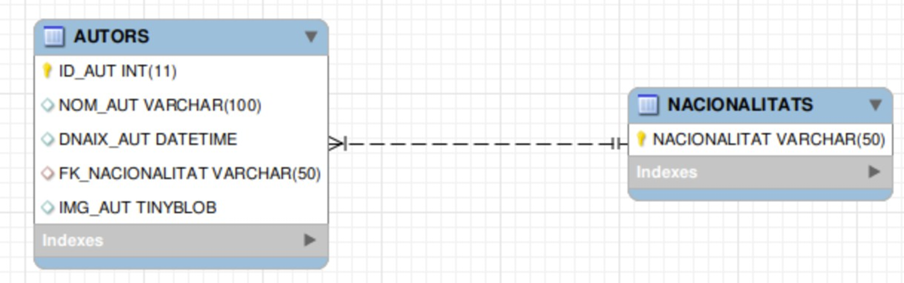 AUTORS
ID_AUT INT(11)
NOM_AUT VARCHAR(100)
DNAIX_AUT DATETIME
FK_NACIONALITAT VARCHAR(50)
IMG_AUT TINYBLOB
Indexes
NACIONALITATS
NACIONALITAT VARCHAR(50)
Indexes